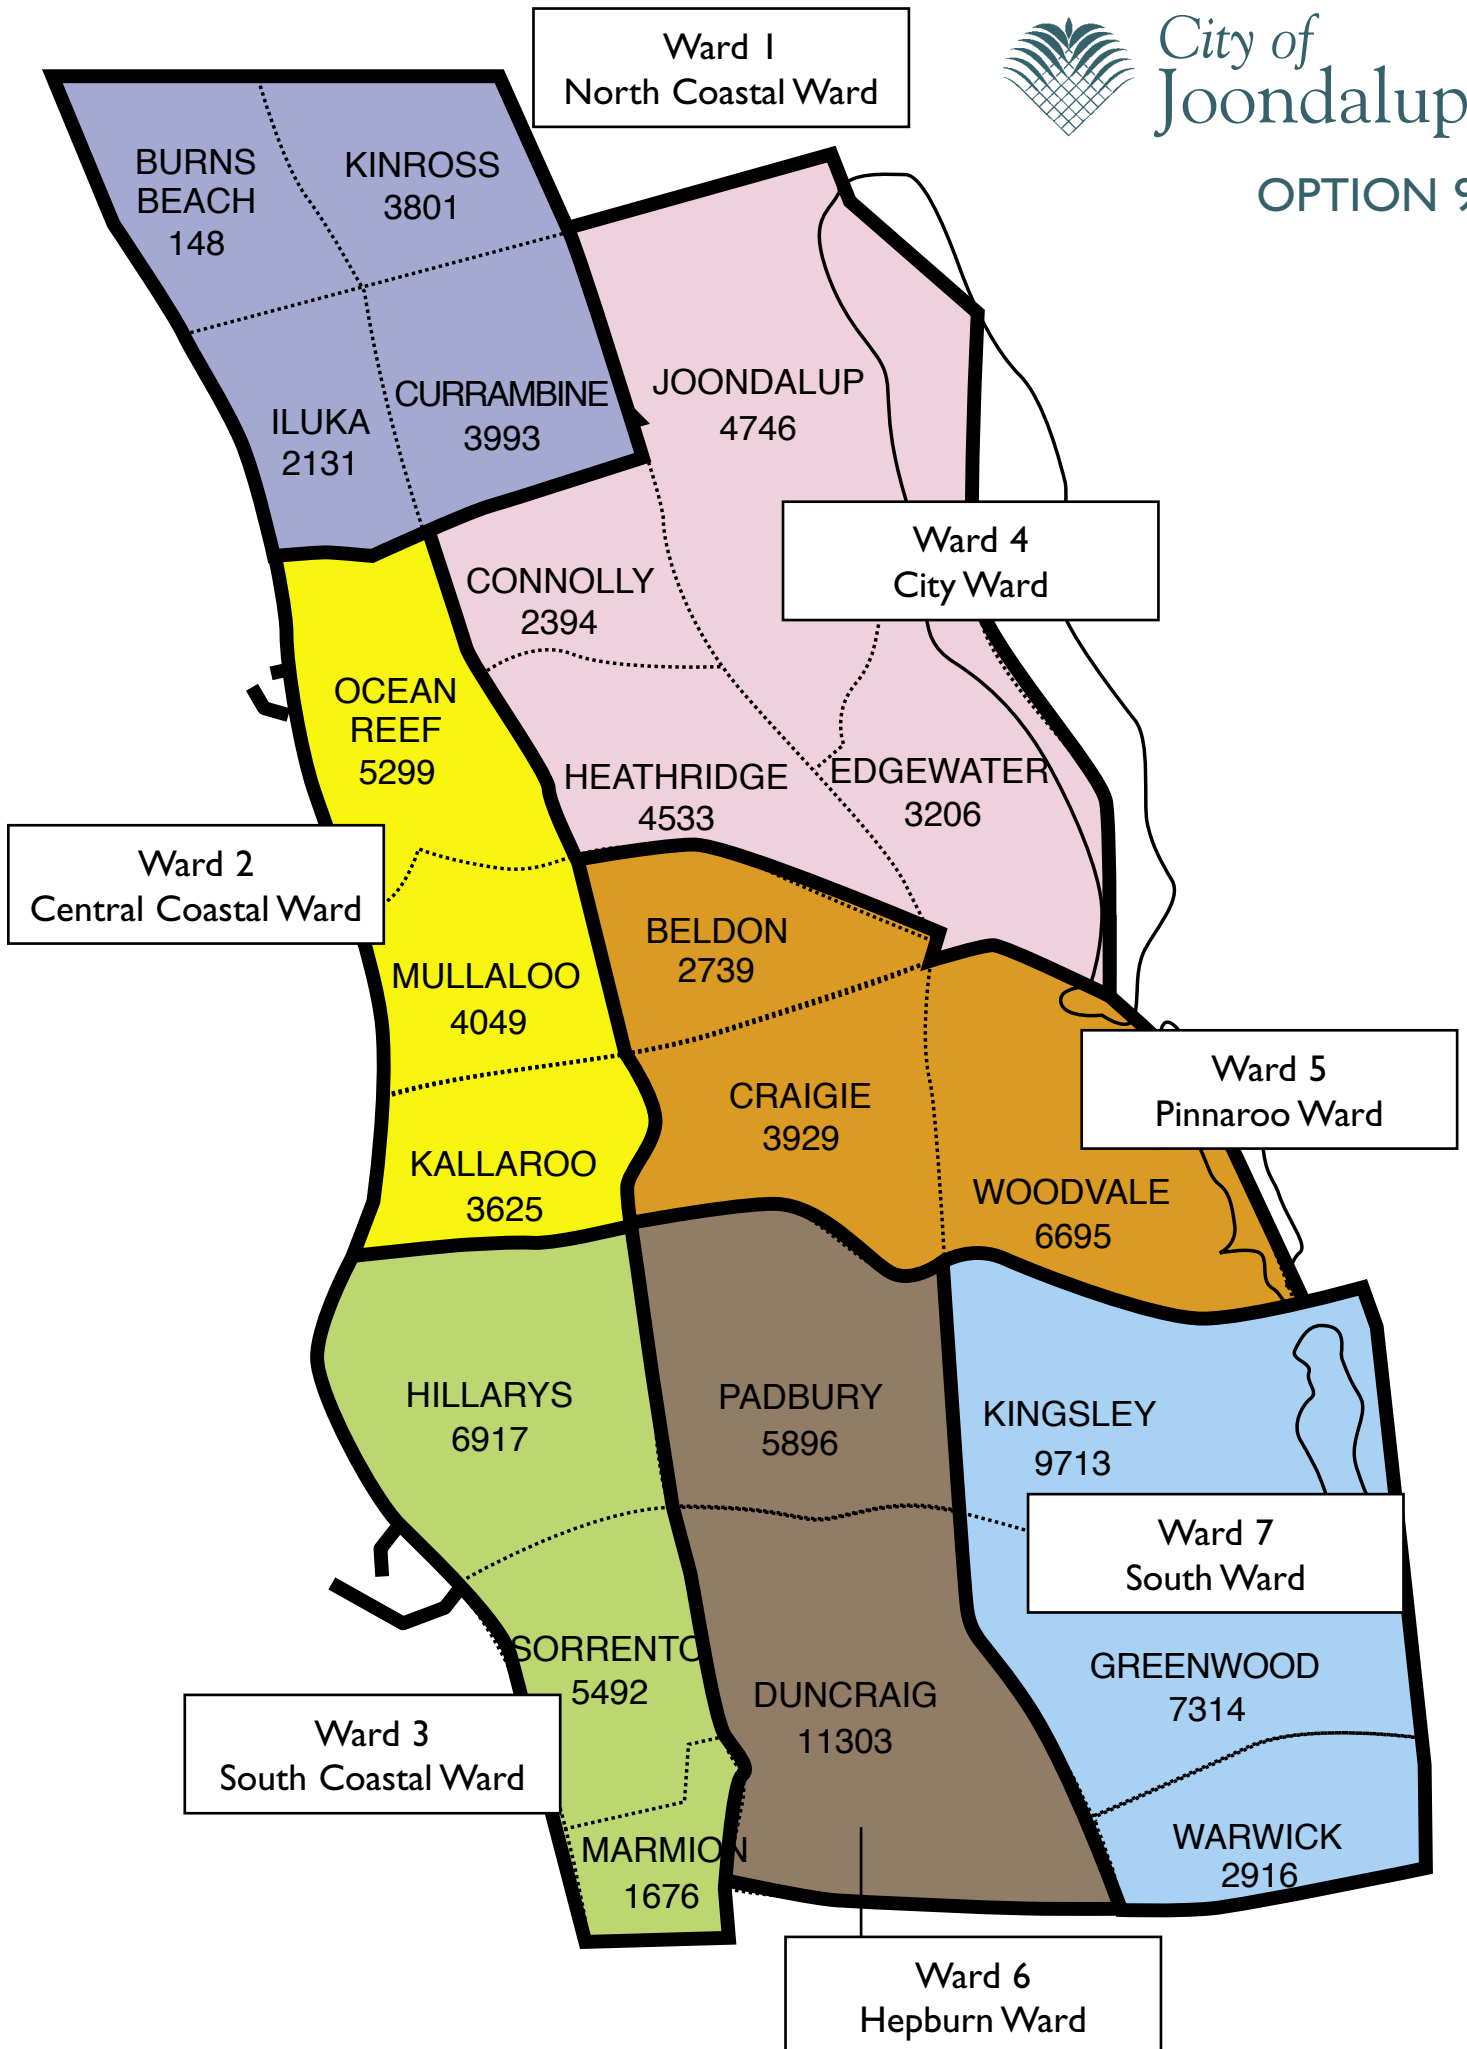 Ward 1
North Coastal Ward
City of
Joondalup
OPTION 9
BURNS
BEACH
148
KINROSS
3801
ILUKA
2131
CURRAMBINE
3993
JOONDALUP
4746
Ward 4
City Ward
CONNOLLY
2394
OCEAN
REEF
5299
HEATHRIDGE
4533
EDGEWATER
3206
Ward 2
Central Coastal Ward
BELDON
2739
MULLALOO
4049
Ward 5
Pinnaroo Ward
CRAIGIE
3929
KALLAROO
3625
WOODVALE
6695
HILLARYS
6917
PADBURY
5896
KINGSLEY
9713
Ward 7
South Ward
SORRENTO
5492
GREENWOOD
7314
DUNCRAIG
11303
Ward 3
South Coastal Ward
MARMION
1676
WARWICK
2916
Ward 6
Hepburn Ward